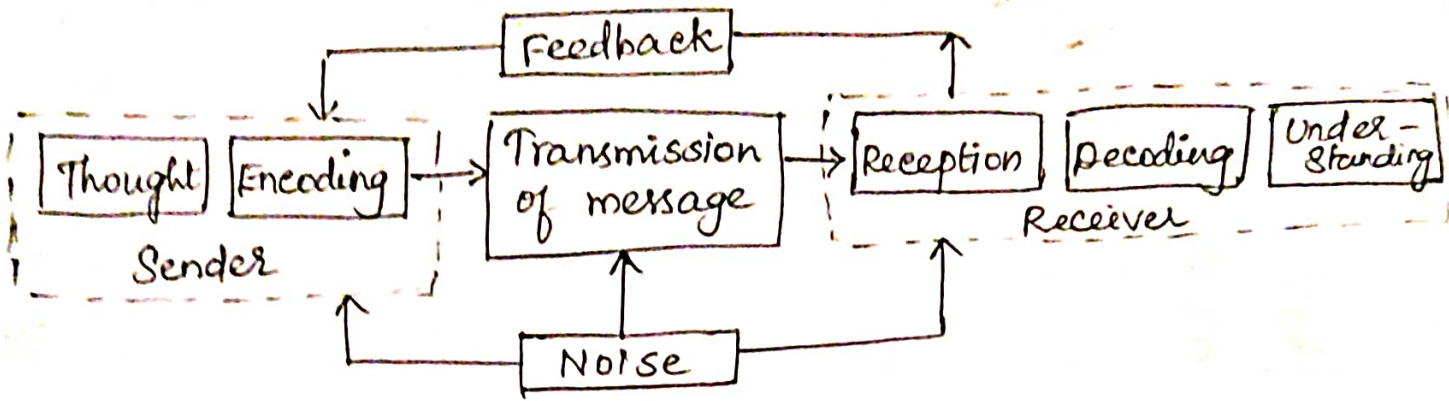 Feedback
Thought
Encoding
Sender
Transmission
of message
Reception
Decoding
Under-
standing
Receiver
Noise